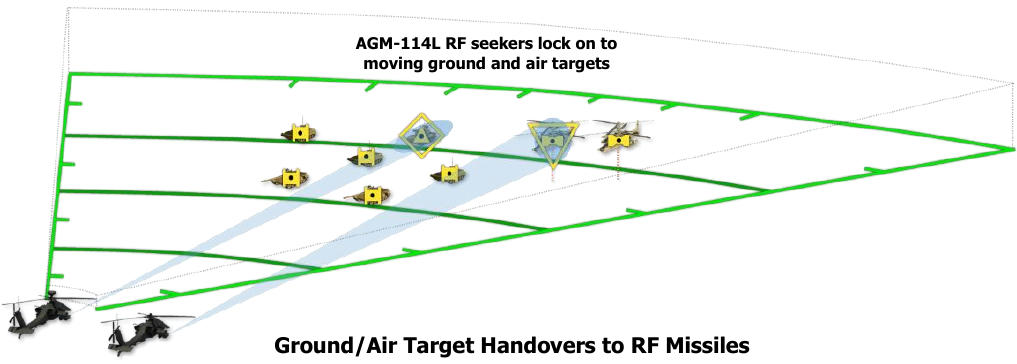 AGM-114L RF seekers lock on to
moving ground and air targets
Ground/Air Target Handovers to RF Missiles